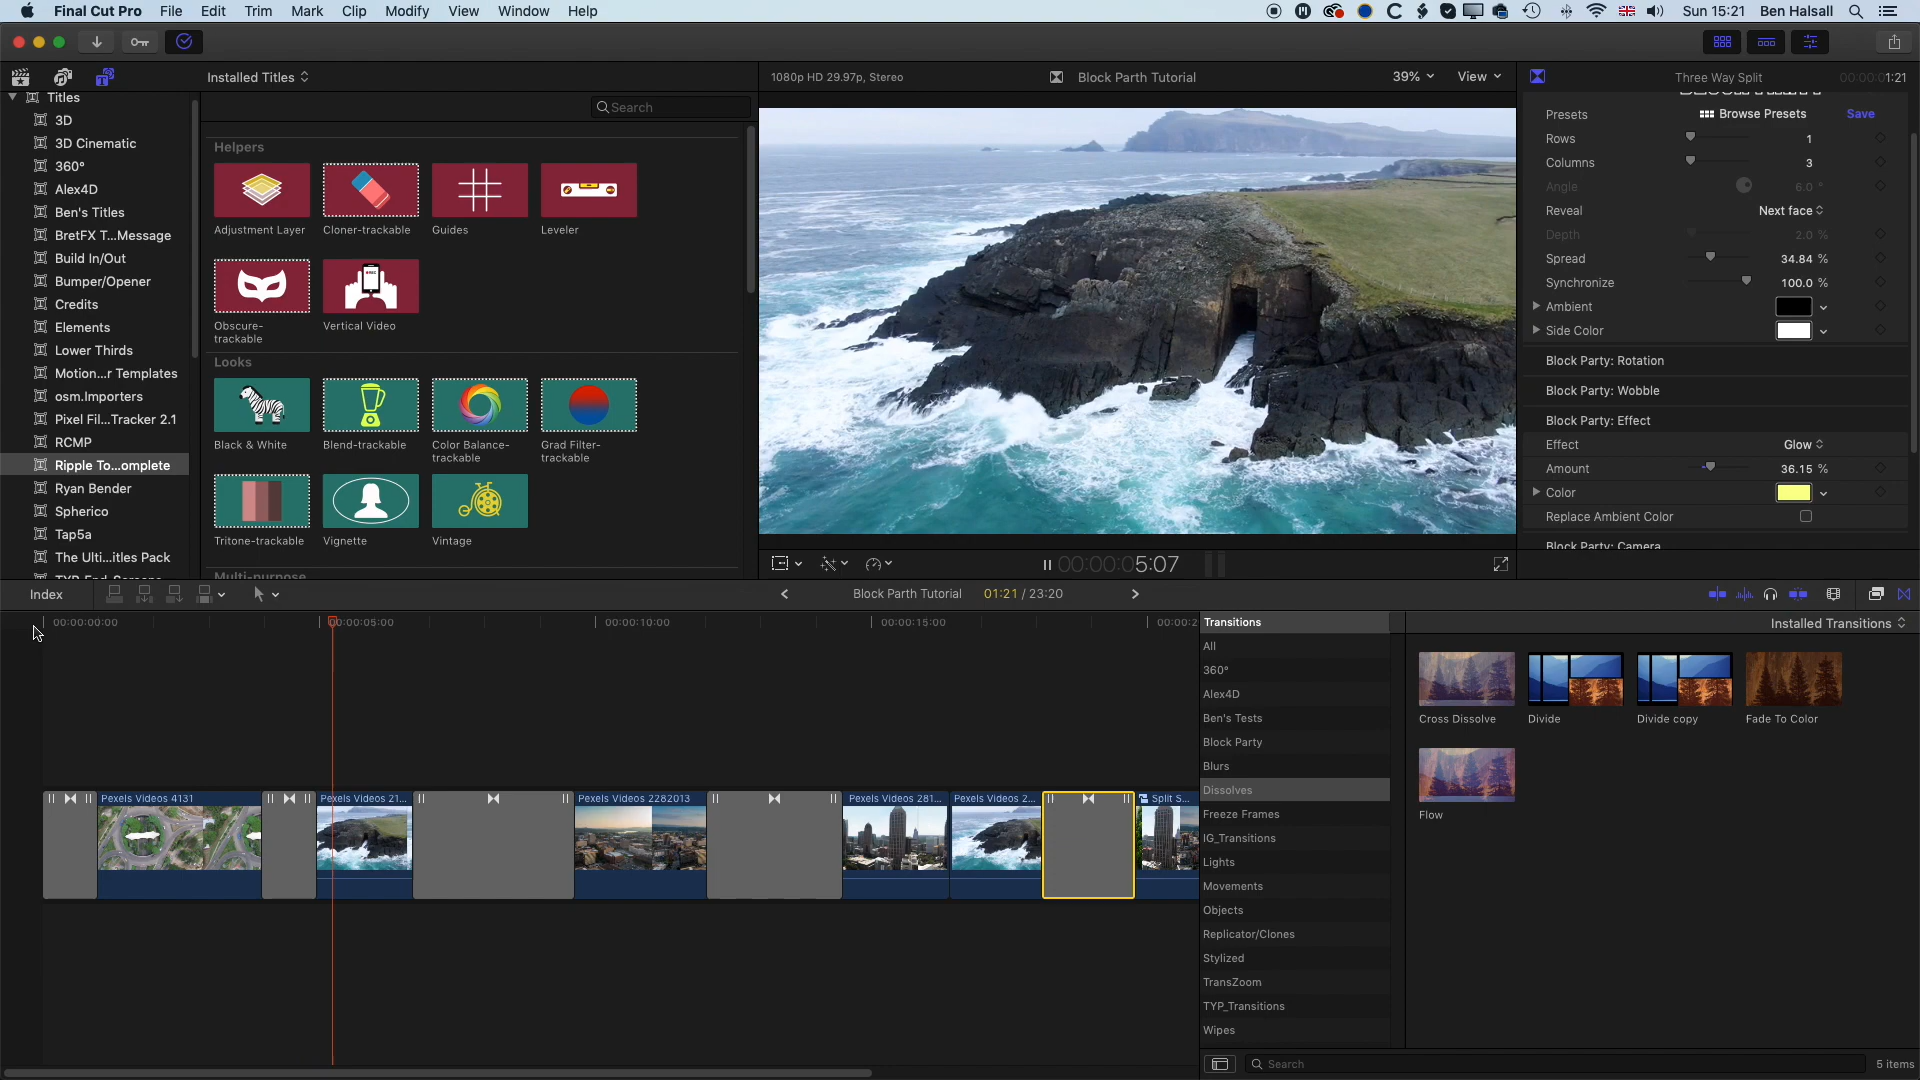 Final Cut Pro File Edit Trim Mark Clip Modify View Window Help
Sun 15:21 Ben Halsall
Installed Titles
1080p HD 29.97p, Stereo
Block Parth Tutorial
39%
View
Three Way Split
00:00:01:21
Titles
3D
3D Cinematic
360°
Alex4D
Ben's Titles
BretFX T...Message
Build In/Out
Bumper/Opener
Credits
Elements
Lower Thirds
Motion...r Templates
osm.Importers
Pixel Fil...Tracker 2.1
RCMP
Ripple To...omplete
Ryan Bender
Spherico
Tap5a
The Ulti...itles Pack
Search
Helpers
Adjustment Layer
Cloner-trackable
Guides
Leveler
Obscure-
trackable
Vertical Video
Looks
Black & White
Blend-trackable
Color Balance-
trackable
Grad Filter-
trackable
Tritone-trackable
Vignette
Vintage
Multi-purpose
00:00:05:07
Presets
Browse Presets
Save
Rows
1
Columns
3
Angle
6.0 °
Reveal
Next face
Depth
2.0 %
Spread
34.84 %
Synchronize
100.0 %
Ambient
Side Color
Block Party: Rotation
Block Party: Wobble
Block Party: Effect
Effect
Glow
Amount
36.15 %
Color
Replace Ambient Color
Block Party: Camera
Index
Block Parth Tutorial
01:21 / 23:20
00:00:00:00
00:00:05:00
00:00:10:00
00:00:15:00
00:00:2
Pexels Videos 4131
Pexels Videos 21...
Pexels Videos 2282013
Pexels Videos 281...
Pexels Videos 2...
Split S...
Transitions
All
360°
Alex4D
Ben's Tests
Block Party
Blurs
Dissolves
Freeze Frames
IG_Transitions
Lights
Movements
Objects
Replicator/Clones
Stylized
TransZoom
TYP_Transitions
Wipes
Installed Transitions
Cross Dissolve
Divide
Divide copy
Fade To Color
Flow
Search
5 items